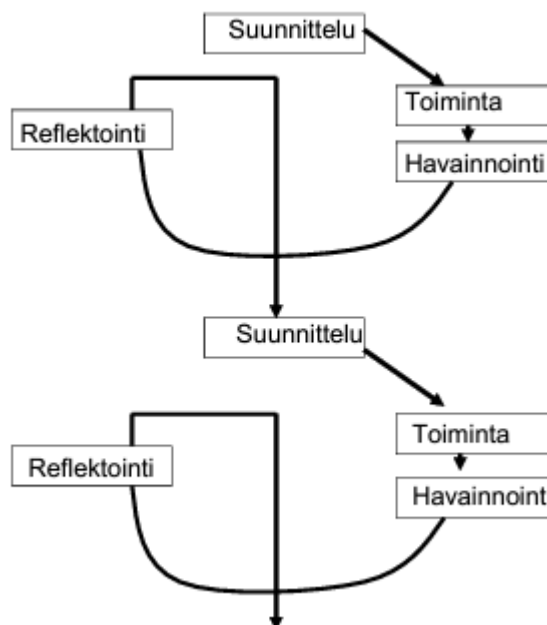 Suunnittelu
Toiminta
Havainnointi
Reflektointi
Suunnittelu
Toiminta
Havainnoint
Reflektointi